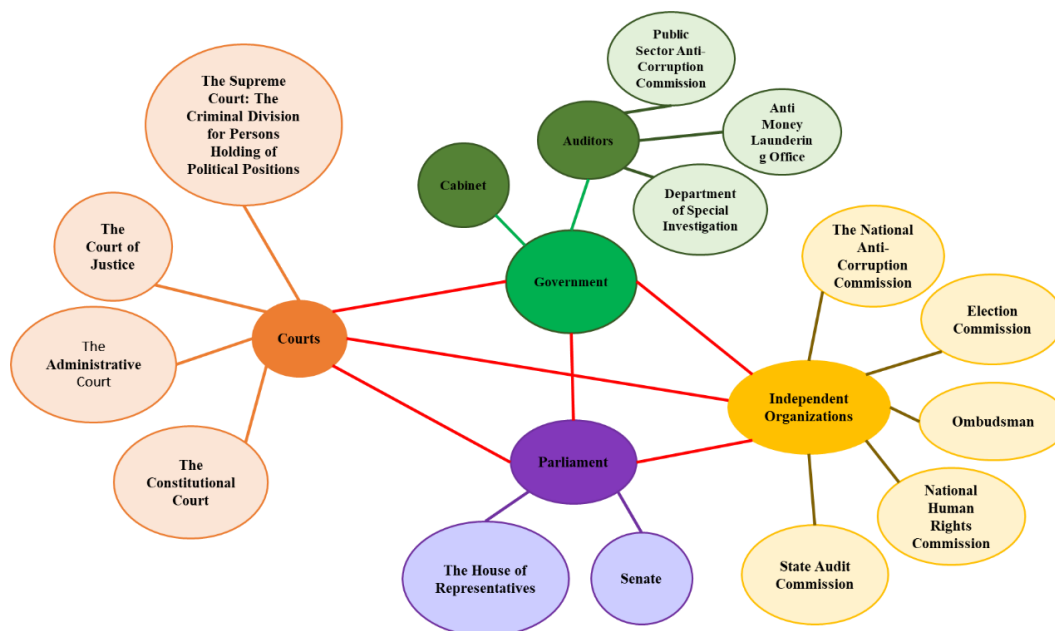 Public
Sector Anti-
Corruption
Commission
The Supreme
Court: The
Criminal Division
for Persons
Holding of
Political Positions
Anti
Money
Launderin
g Office
Auditors
Cabinet
Department
of Special
Investigation
The
Court of
Justice
The National
Anti-
Corruption
Commission
Government
Election
Commission
Courts
The
Administrative
Court
Independent
Organizations
Ombudsman
Parliament
The
Constitutional
Court
National
Human
Rights
Commission
The House of
Representatives
Senate
State Audit
Commission